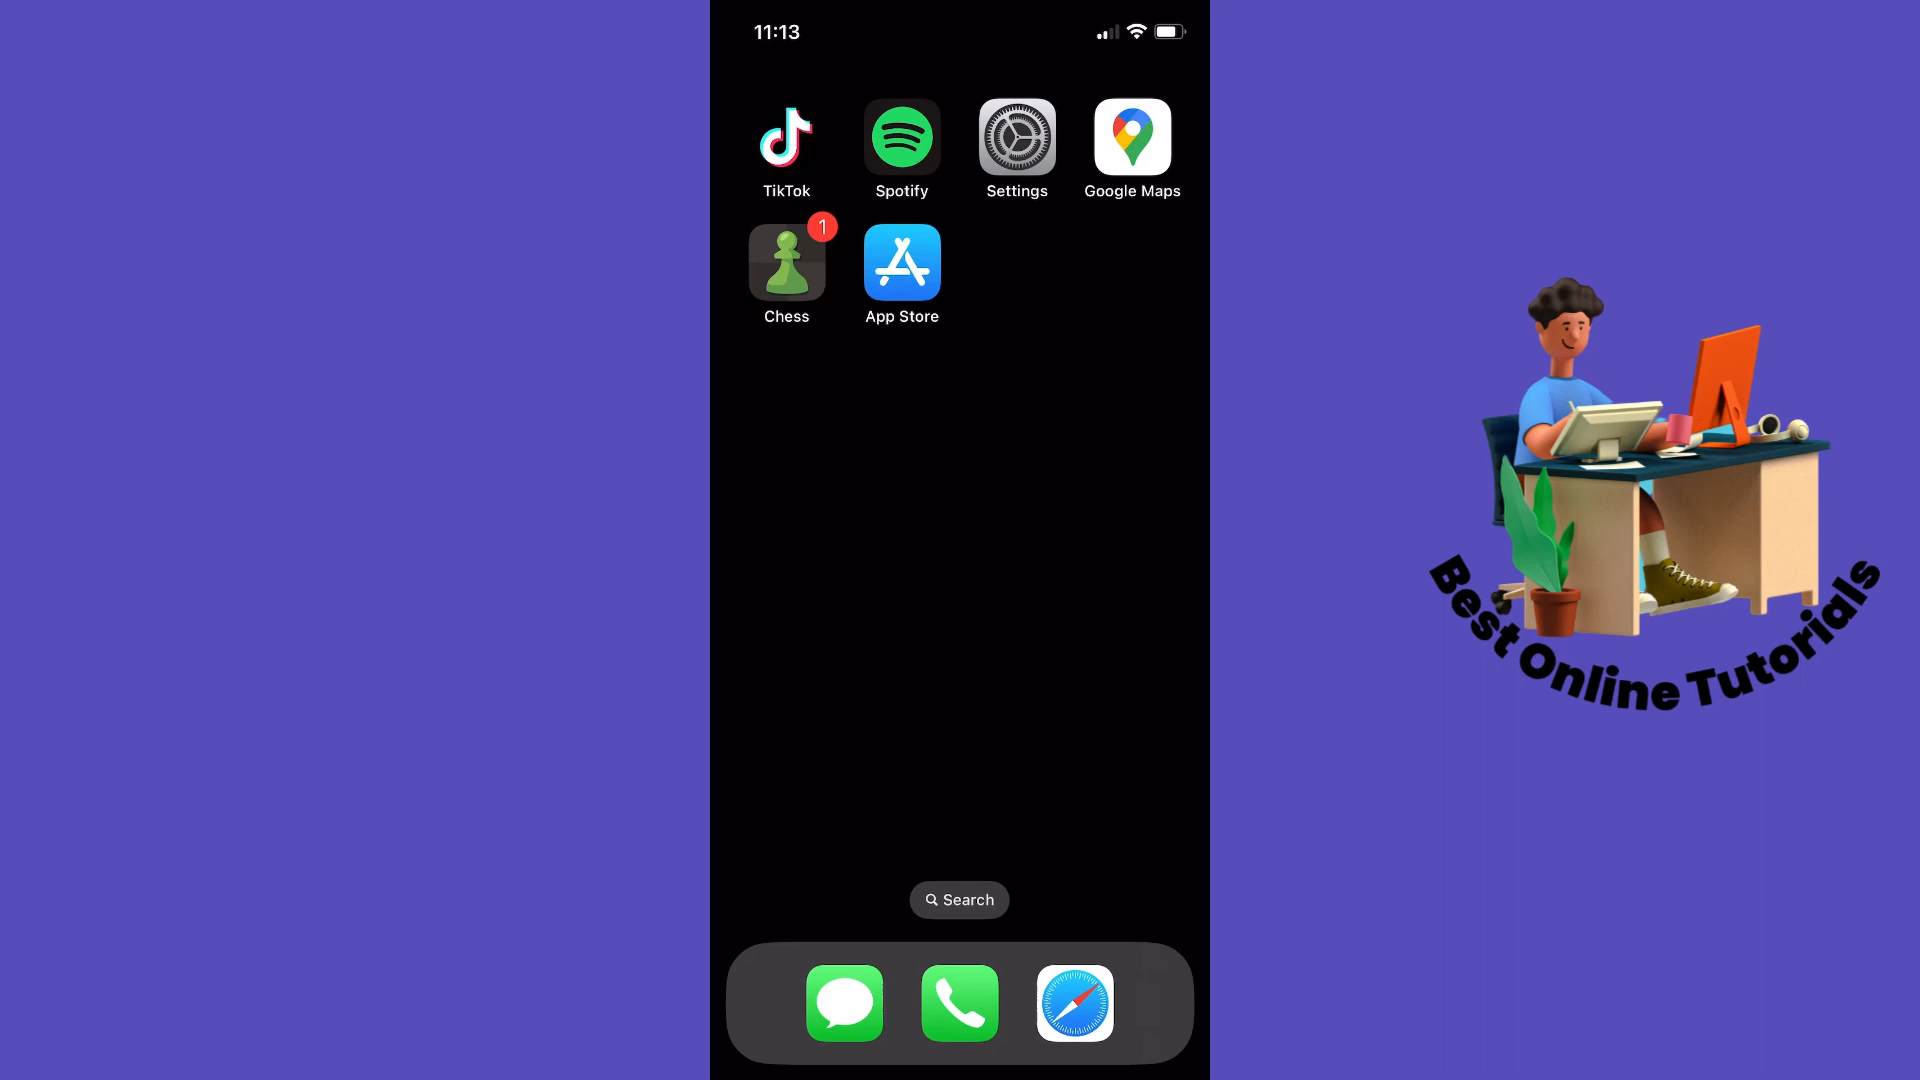 11:13
TikTok
Spotify
Settings
Google Maps
1
Chess
App Store
Search
Best Online Tutorials